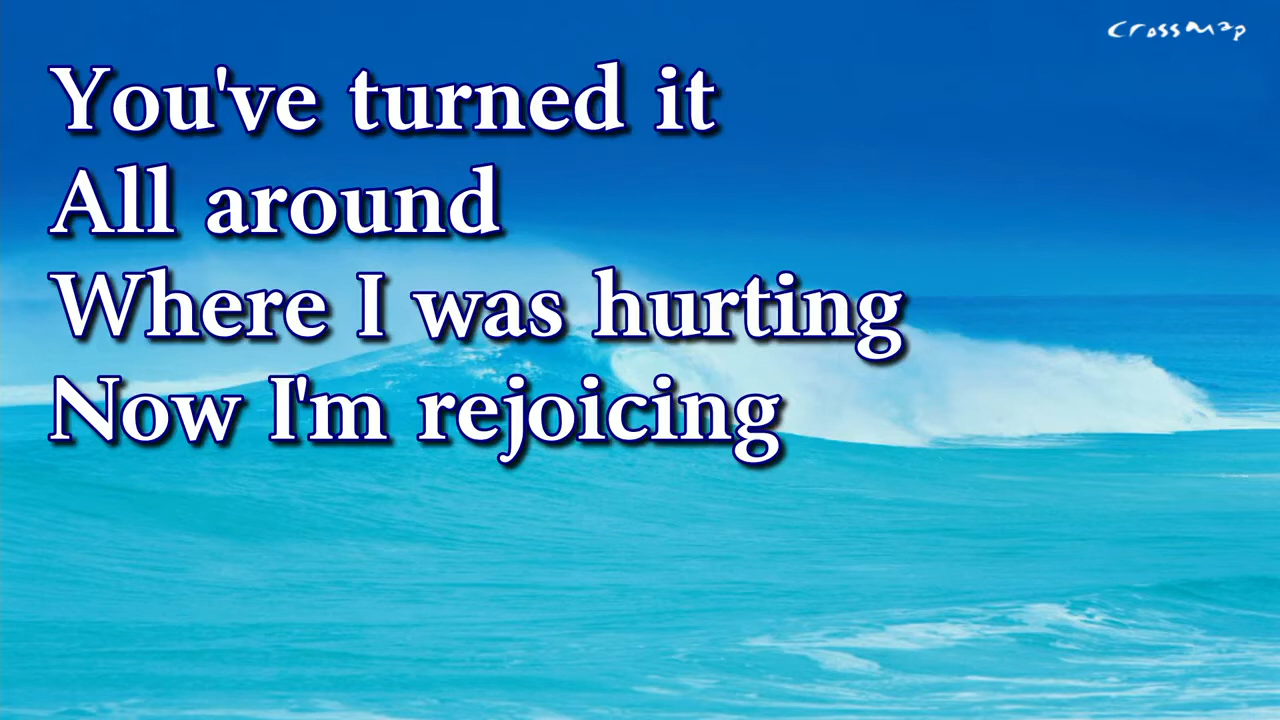 CrossMap
You've turned it
All around
Where I was hurting
Now I'm rejoicing